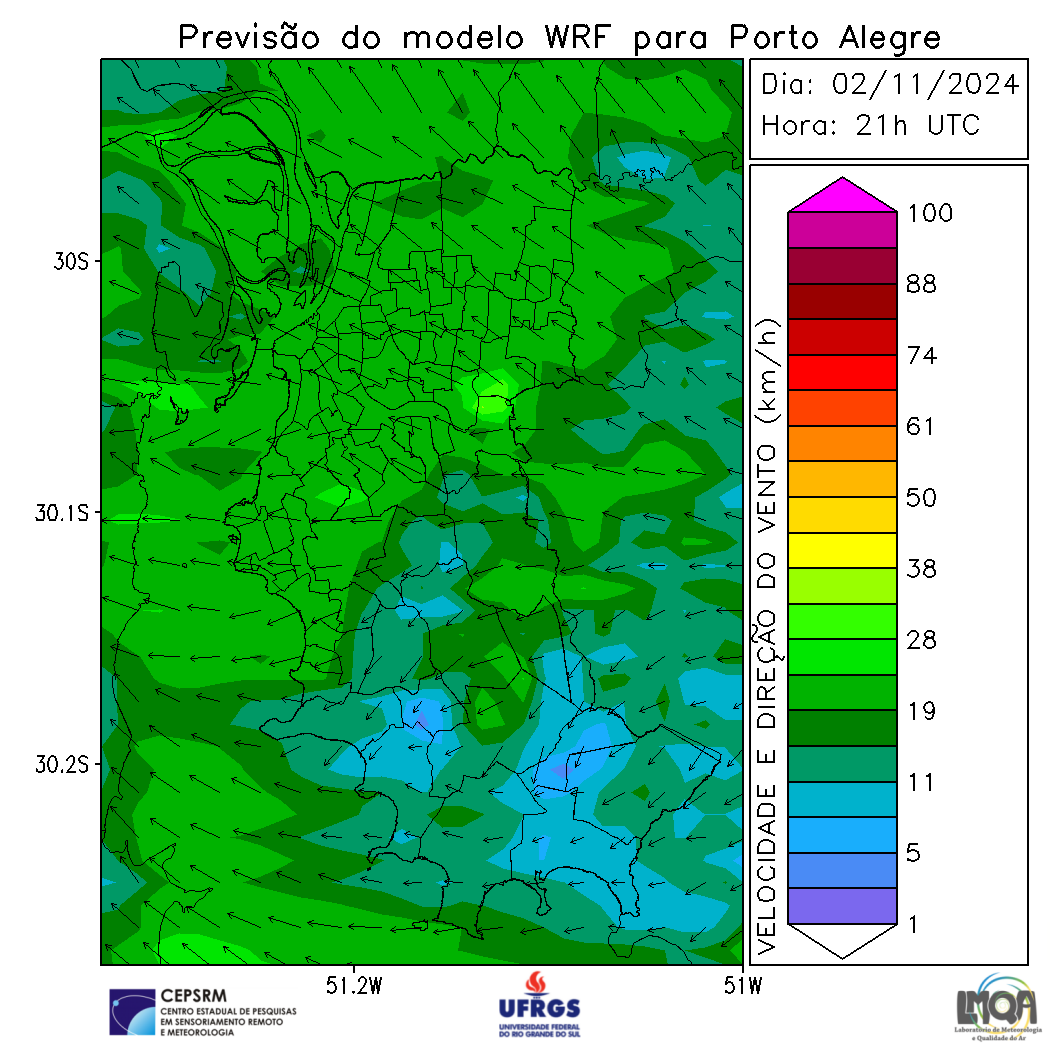 Previsão do modelo WRF para Porto Alegre
Dia: 02/11/2024
Hora: 21h UTC
30S
30.1S
30.2S
51.2W
51W
VELOCIDADE E DIREÇÃO DO VENTO (km/h)
100
88
74
61
50
38
28
19
11
5
1
CEPSRM
CENTRO ESTADUAL DE PESQUISAS
EM SENSORIAMENTO REMOTO
E METEOROLOGIA
UFRGS
UNIVERSIDADE FEDERAL
DO RIO GRANDE DO SUL
LMQA
Laboratório de Meteorologia
e Qualidade do Ar